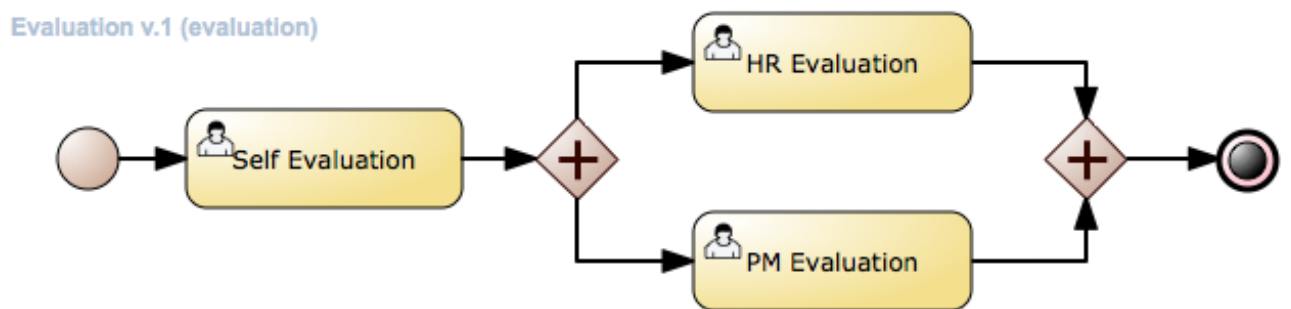 Evaluation v.1 (evaluation)
HR Evaluation
Self Evaluation
PM Evaluation